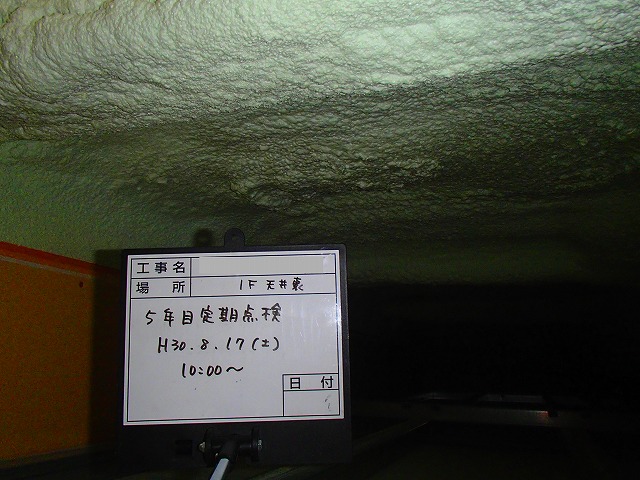 工事名
場所 1F 天井裏
5年目定期点検
H30.8.17(土)
10:00〜
日付